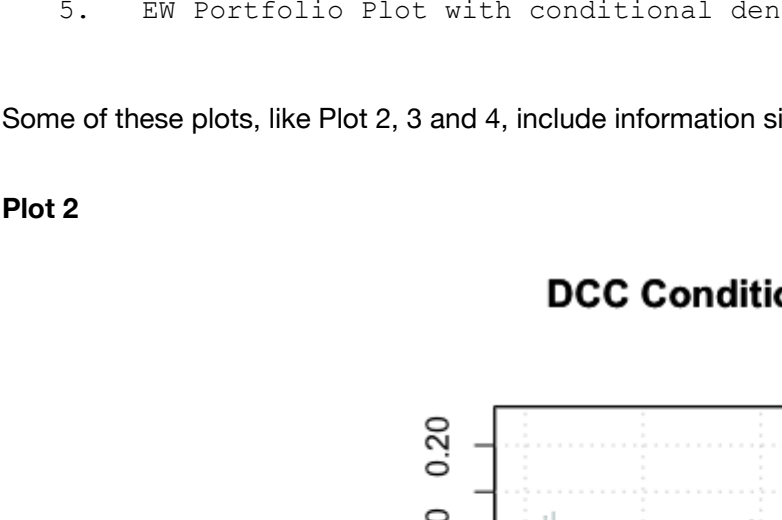 5. EW Portfolio Plot with conditional den
Some of these plots, like Plot 2, 3 and 4, include information si
Plot 2
DCC Conditio
0.20